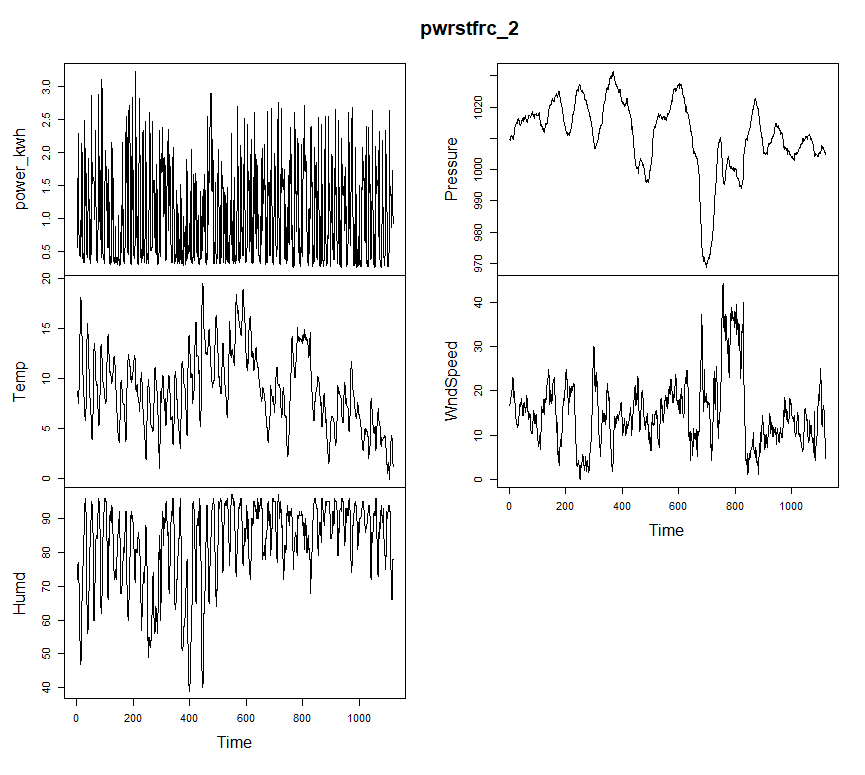 pwrstfrc_2
power_kwh
0.5 1.0 1.5 2.0 2.5 3.0
Temp
0 5 10 15 20
Humd
40 50 60 70 80 90
0 200 400 600 800 1000
Time
Pressure
970 980 990 1000 1020
WndSpeed
0 10 20 30 40
0 200 400 600 800 1000
Time